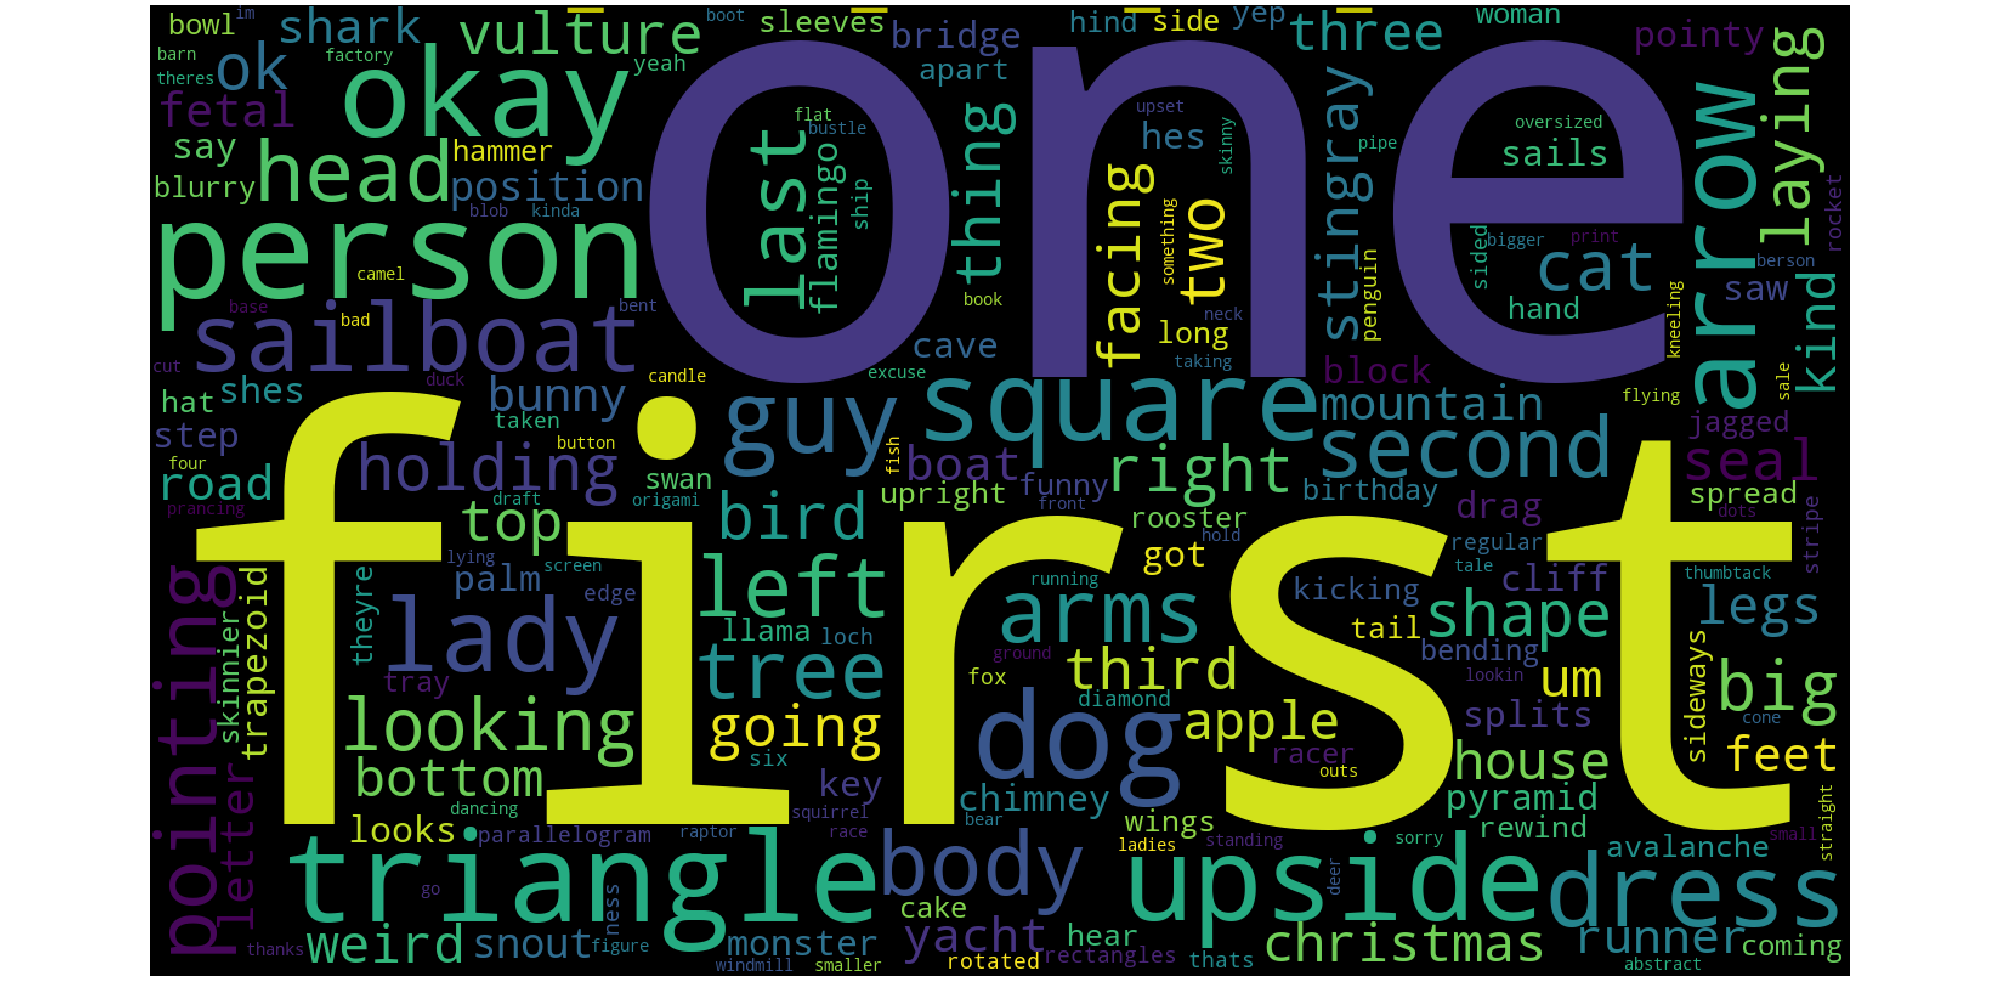 bowl
im
shark
boot
sleeves
hind
side
yep
woman
barn
factory
vulture
bridge
three
pointy
theres
ok
okay
yeah
apart
one
fetal
say
head
hammer
position
blurry
blob
kinda
last
flat
bustle
flamingo
ship
thing
book
facing
upset
something
two
hes
skinny
long
neck
taking
stingray
pipe
penguin
oversized
sails
sided
bigger
print
cat
hand
kneeling
arrow
laying
rocket
berson
saw
kind
sale
person
camel
base
bad
bent
sailboat
cave
excuse
block
flying
cut
duck
candle
hat
shes
bunny
guy
square
mountain
jagged
step
taken
button
second
four
road
holding
swan
fish
boat
right
seal
prancing
draft
origami
upright
funny
front
birthday
spread
dots
stripe
first
top
bird
rooster
hold
drag
regular
lying
screen
got
tale
thumbtack
pointing
trapezoid
skinnier
theyre
palm
edge
left
running
kicking
cliff
legs
lady
llama
loch
arms
tail
shape
bending
tray
tree
ground
fox
third
diamond
lookin
um
sideways
big
cone
looking
going
dog
apple
splits
six
racer
outs
house
feet
bottom
key
chimney
pyramid
letter
dancing
squirrel
bear
wings
rewind
small
straight
looks
parallelogram
raptor
race
ladies
standing
sorry
avalanche
triangle
go
ness
body
upside
deer
dress
cake
weird
snout
figure
monster
yacht
hear
christmas
runner
coming
thanks
windmill
smaller
rotated
rectangles
thats
abstract